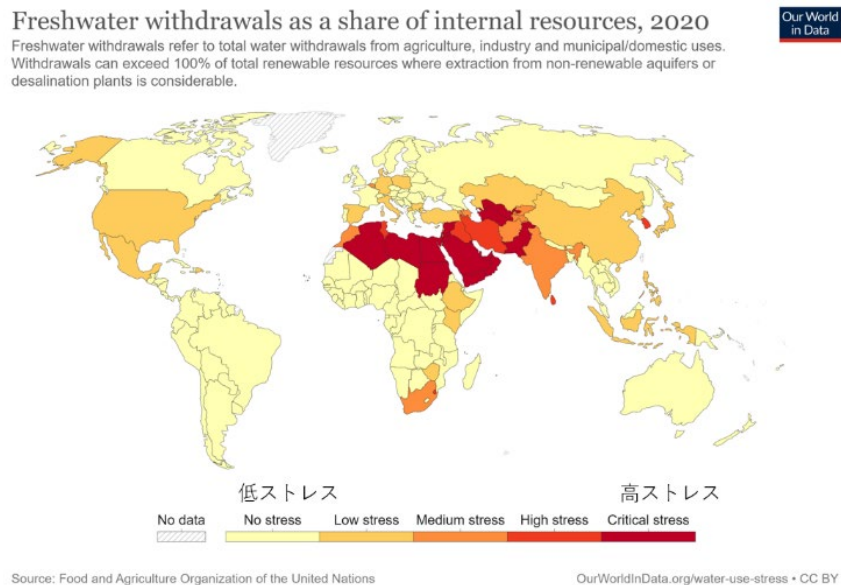 Freshwater withdrawals as a share of internal resources, 2020
Our World
in Data
Freshwater withdrawals refer to total water withdrawals from agriculture, industry and municipal/domestic uses.
Withdrawals can exceed 100% of total renewable resources where extraction from non-renewable aquifers or
desalination plants is considerable.
低ストレス 高ストレス
No data No stress Low stress Medium stress High stress Critical stress
Source: Food and Agriculture Organization of the United Nations OurWorldInData.org/water-use-stress • CC BY